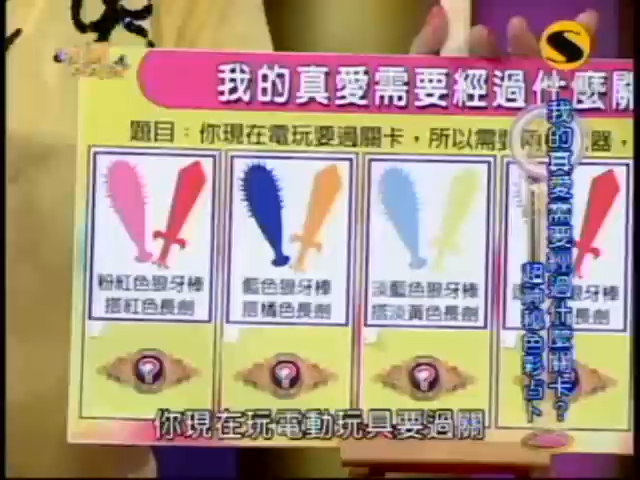 我的真愛需要經過什麼關
題目：你現在電玩要過關卡，所以需要兩 器，
粉紅色狼牙棒
搭紅色長劍
藍色狼牙棒
搭橘色長劍
淡藍色狼牙棒
搭淡黃色長劍
狼牙棒
長劍
? ? ?
你現在玩電動玩具要過關
我的真愛需要經過什麼關卡？
色彩占卜
S